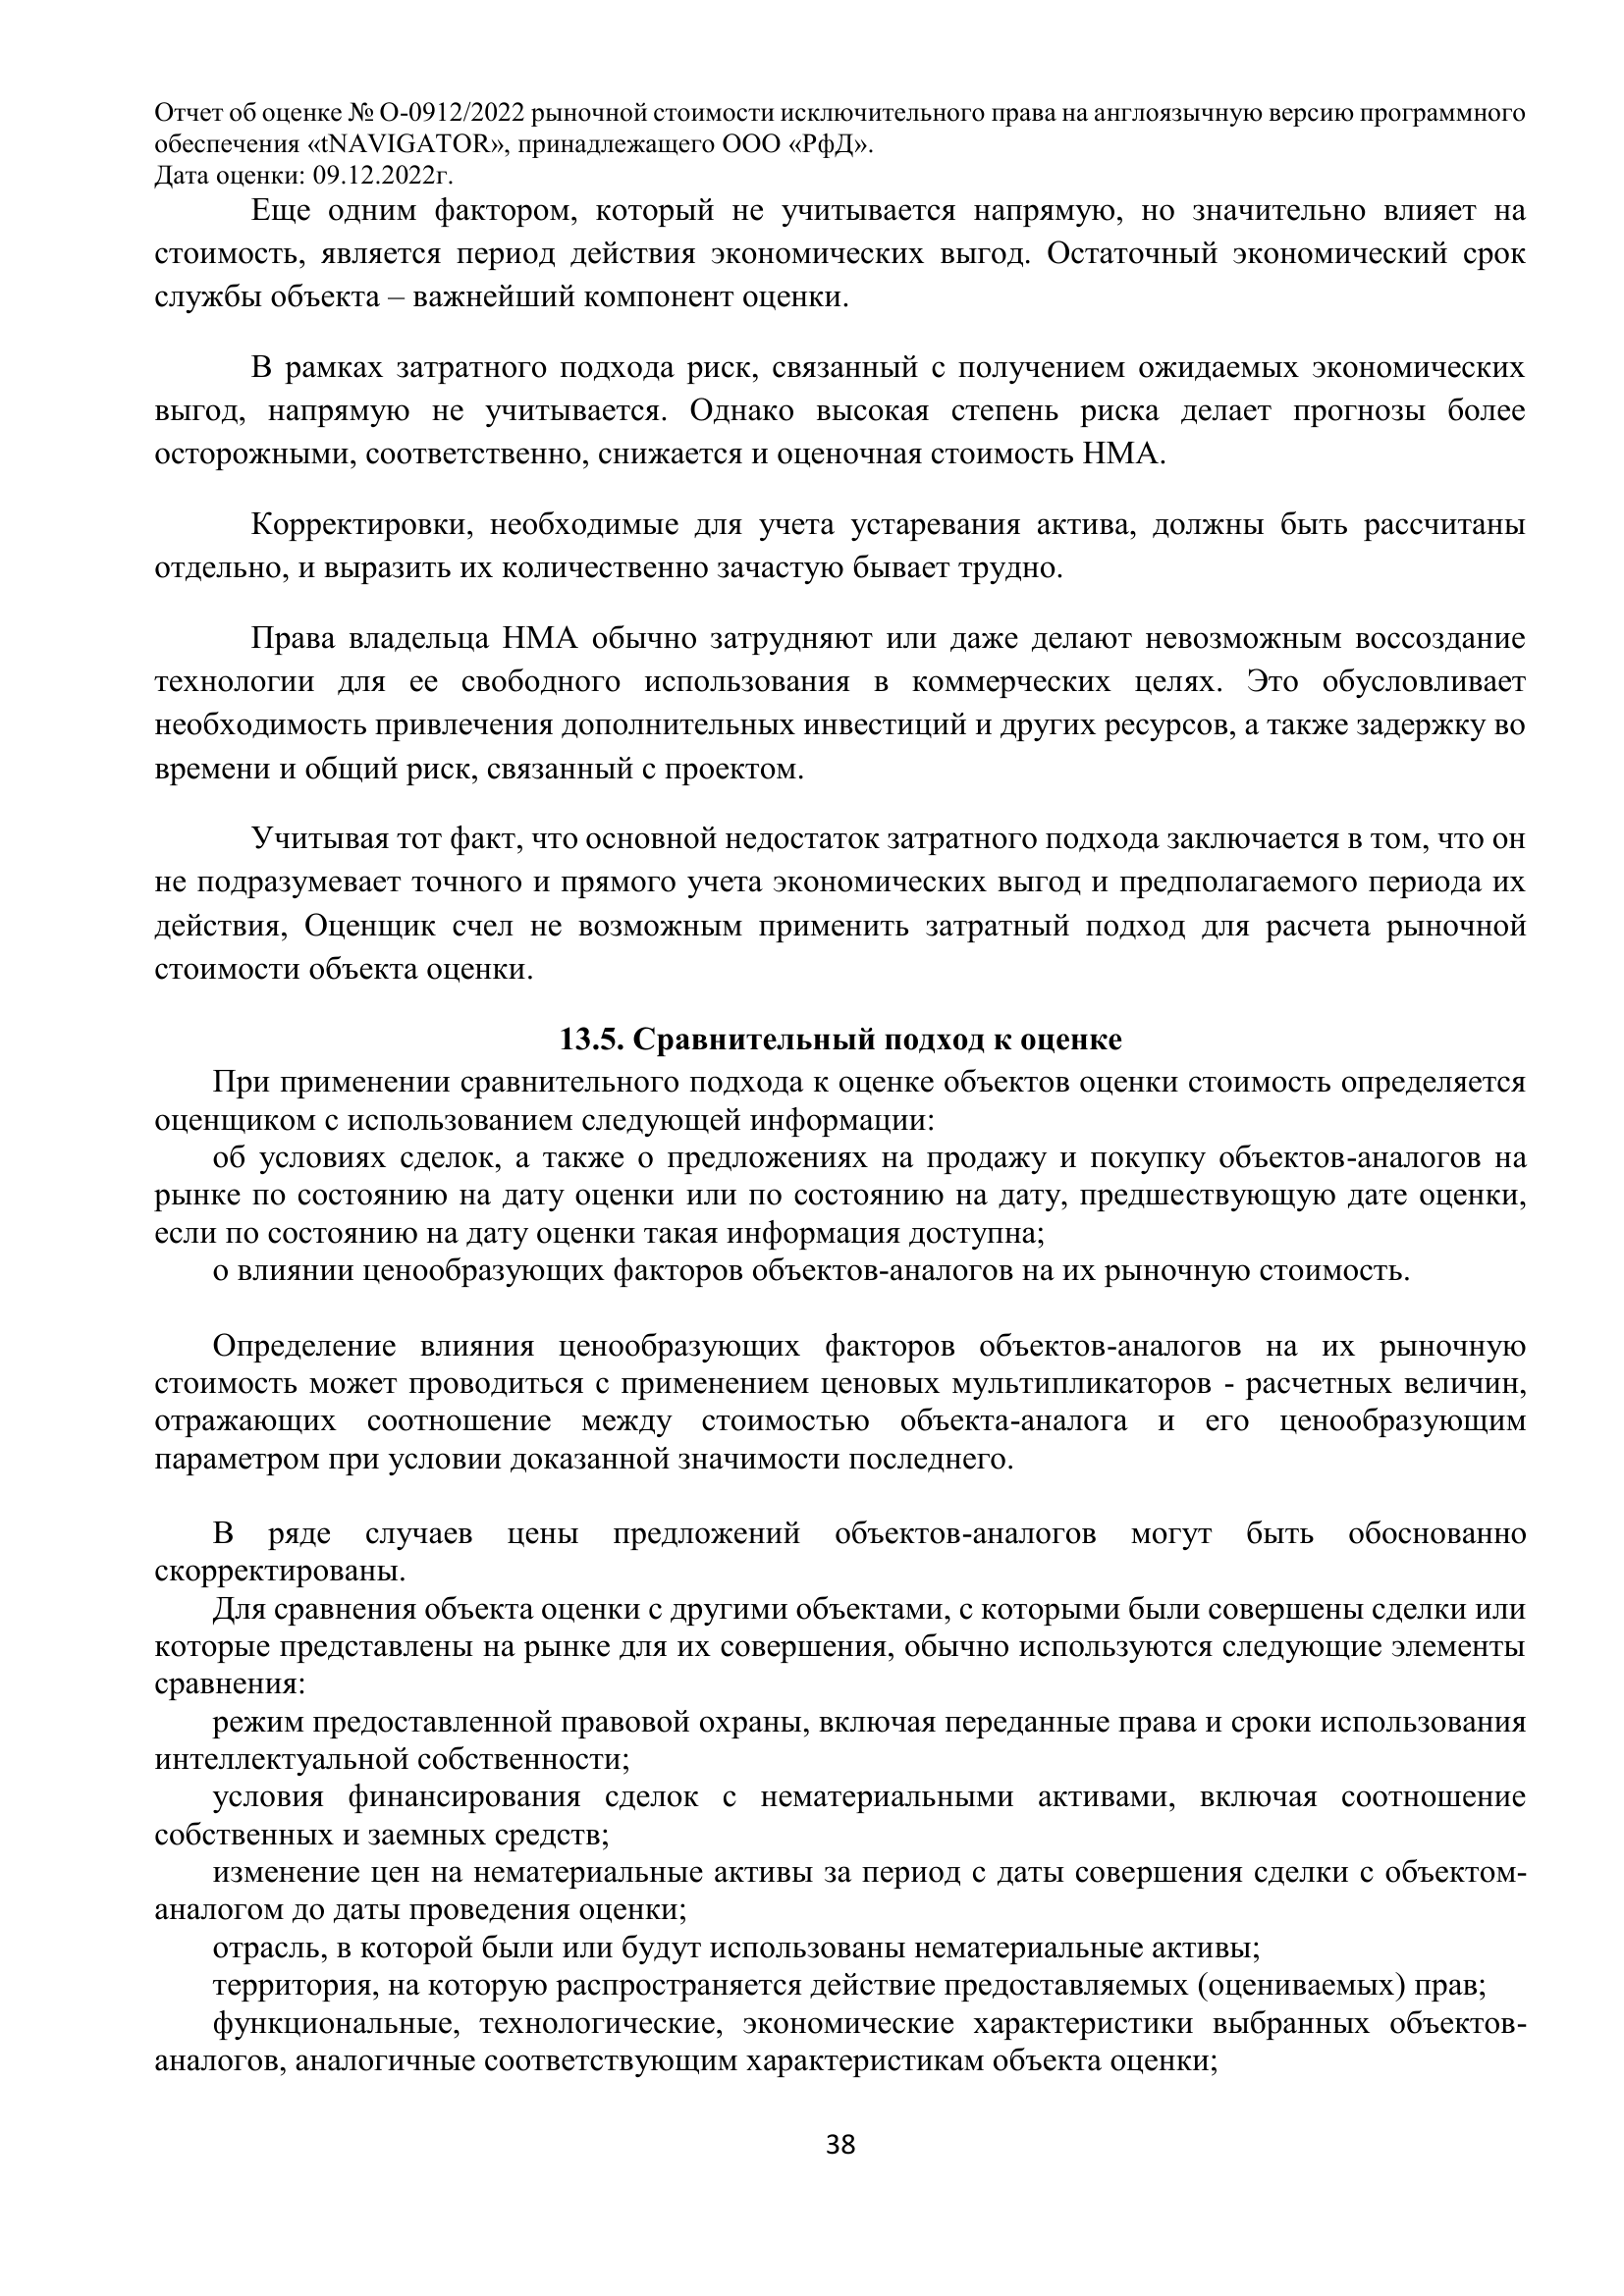 Отчет об оценке № О-0912/2022 рыночной стоимости исключительного права на англоязычную версию программного
обеспечения «tNAVIGATOR», принадлежащего ООО «РфД».
Дата оценки: 09.12.2022г.
Еще одним фактором, который не учитывается напрямую, но значительно влияет на
стоимость, является период действия экономических выгод. Остаточный экономический срок
службы объекта – важнейший компонент оценки.
В рамках затратного подхода риск, связанный с получением ожидаемых экономических
выгод, напрямую не учитывается. Однако высокая степень риска делает прогнозы более
осторожными, соответственно, снижается и оценочная стоимость НМА.
Корректировки, необходимые для учета устаревания актива, должны быть рассчитаны
отдельно, и выразить их количественно зачастую бывает трудно.
Права владельца НМА обычно затрудняют или даже делают невозможным воссоздание
технологии для ее свободного использования в коммерческих целях. Это обусловливает
необходимость привлечения дополнительных инвестиций и других ресурсов, а также задержку во
времени и общий риск, связанный с проектом.
Учитывая тот факт, что основной недостаток затратного подхода заключается в том, что он
не подразумевает точного и прямого учета экономических выгод и предполагаемого периода их
действия, Оценщик счел не возможным применить затратный подход для расчета рыночной
стоимости объекта оценки.
13.5. Сравнительный подход к оценке
При применении сравнительного подхода к оценке объектов оценки стоимость определяется
оценщиком с использованием следующей информации:
об условиях сделок, а также о предложениях на продажу и покупку объектов-аналогов на
рынке по состоянию на дату оценки или по состоянию на дату, предшествующую дате оценки,
если по состоянию на дату оценки такая информация доступна;
о влиянии ценообразующих факторов объектов-аналогов на их рыночную стоимость.
Определение влияния ценообразующих факторов объектов-аналогов на их рыночную
стоимость может проводиться с применением ценовых мультипликаторов - расчетных величин,
отражающих соотношение между стоимостью объекта-аналога и его ценообразующим
параметром при условии доказанной значимости последнего.
В ряде случаев цены предложений объектов-аналогов могут быть обоснованно
скорректированы.
Для сравнения объекта оценки с другими объектами, с которыми были совершены сделки или
которые представлены на рынке для их совершения, обычно используются следующие элементы
сравнения:
режим предоставленной правовой охраны, включая переданные права и сроки использования
интеллектуальной собственности;
условия финансирования сделок с нематериальными активами, включая соотношение
собственных и заемных средств;
изменение цен на нематериальные активы за период с даты совершения сделки с объектом-
аналогом до даты проведения оценки;
отрасль, в которой были или будут использованы нематериальные активы;
территория, на которую распространяется действие предоставляемых (оцениваемых) прав;
функциональные, технологические, экономические характеристики выбранных объектов-
аналогов, аналогичные соответствующим характеристикам объекта оценки;
38